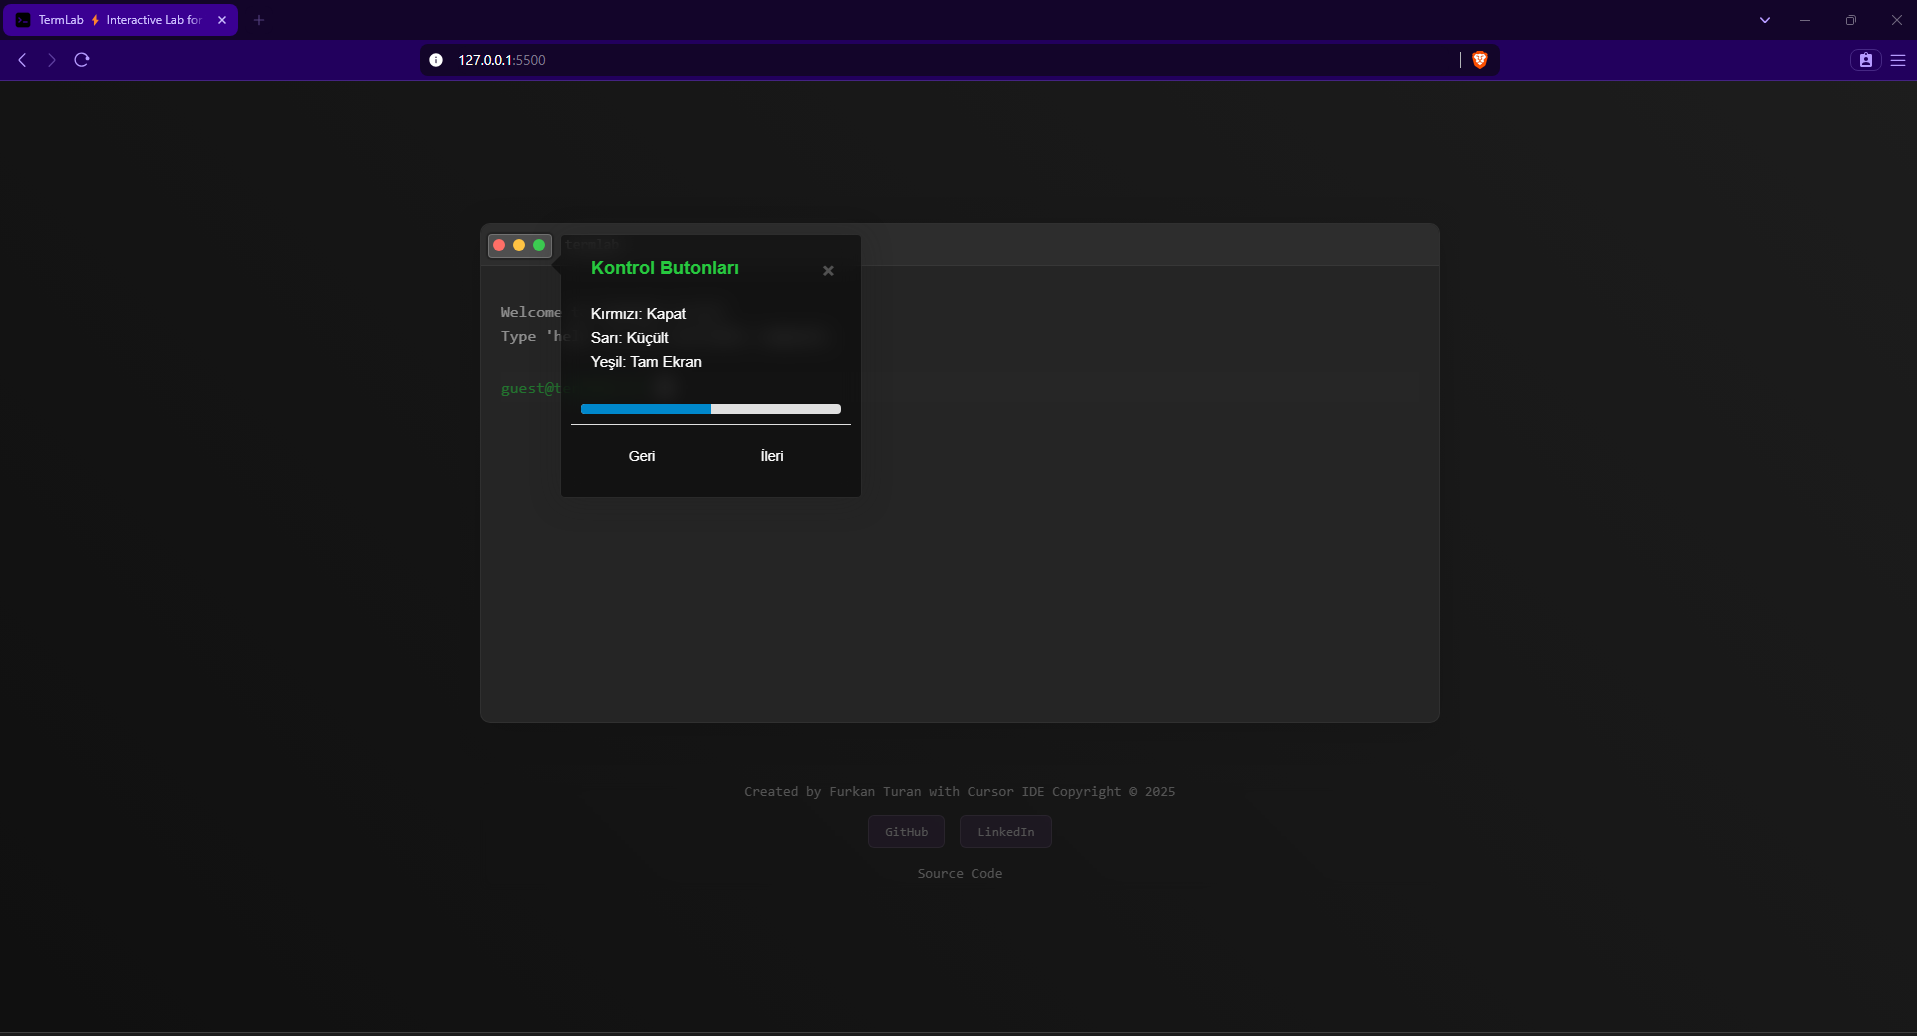 TermLab ⚡ Interactive Lab for
127.0.0.1:5500
Kontrol Butonları
Kırmızı: Kapat
Sarı: Küçült
Yeşil: Tam Ekran
Geri
İleri
Welcome
Type 'he
guest@te
Created by Furkan Turan with Cursor IDE Copyright © 2025
GitHub
LinkedIn
Source Code